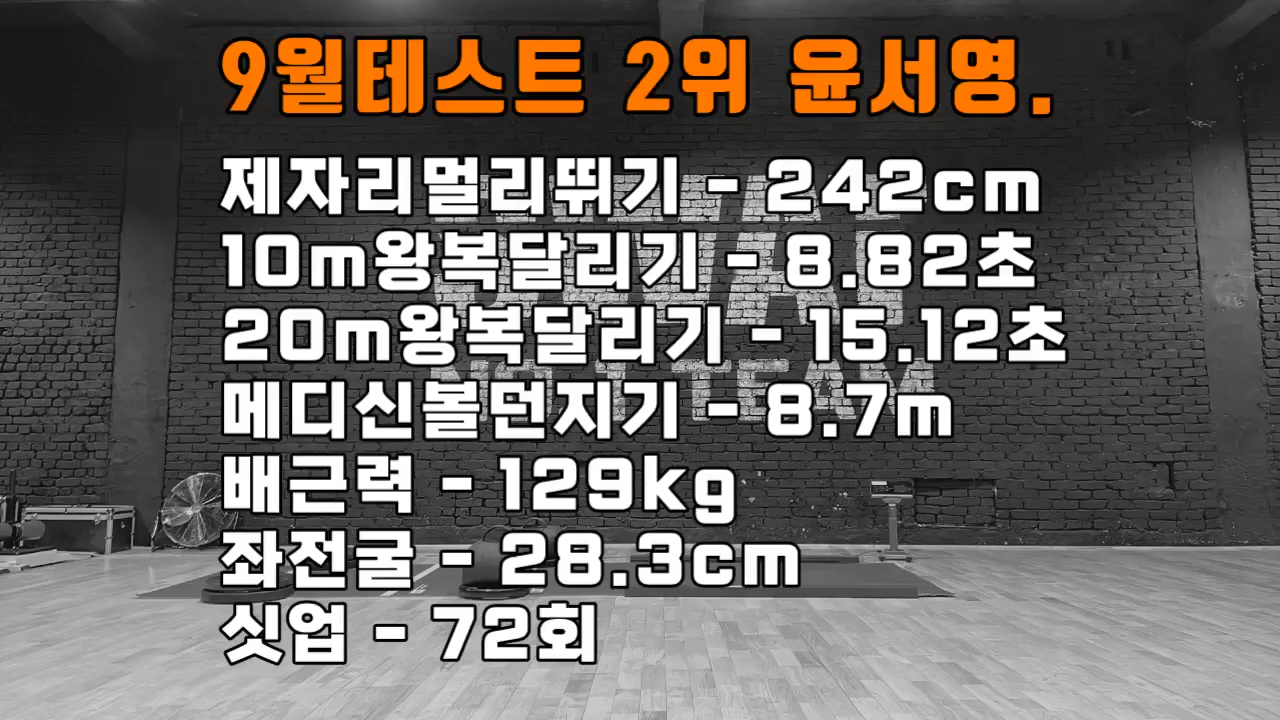 9월테스트 2위 윤서영.
제자리멀리뛰기 - 242cm
10m왕복달리기 - 8.82초
20m왕복달리기 - 15.12초
메디신볼던지기 - 8.7m
배근력 - 129kg
좌전굴 - 28.3cm
싯업 - 72회
NO.1 TEAM